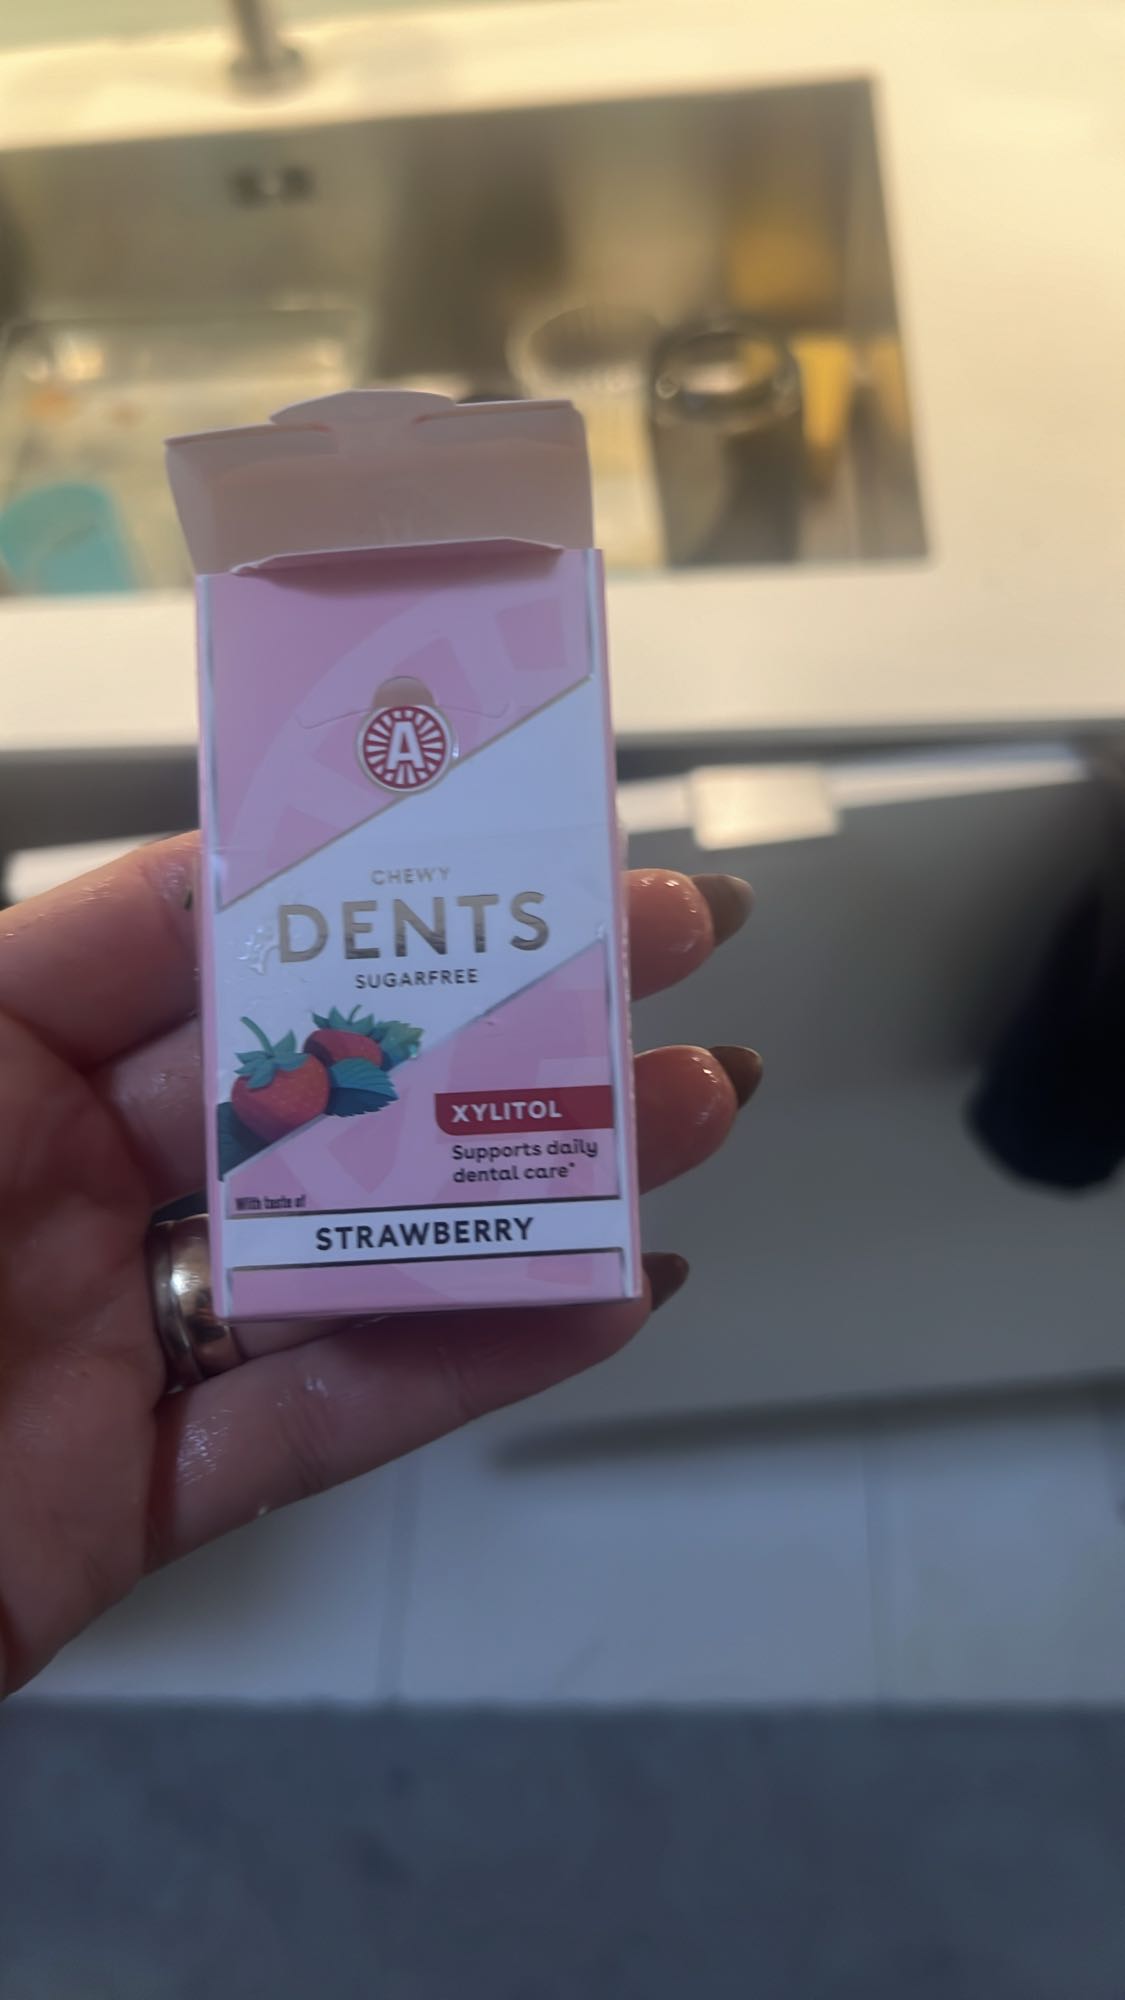 A
CHEWY
DENTS
SUGARFREE
XYLITOL
Supports daily
dental care*
With taste of
STRAWBERRY